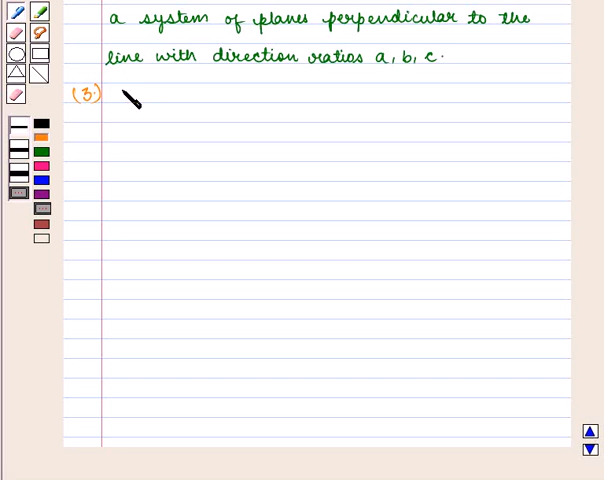 a system of planes perpendicular to the
line with direction ratios a, b, c.
(3.)